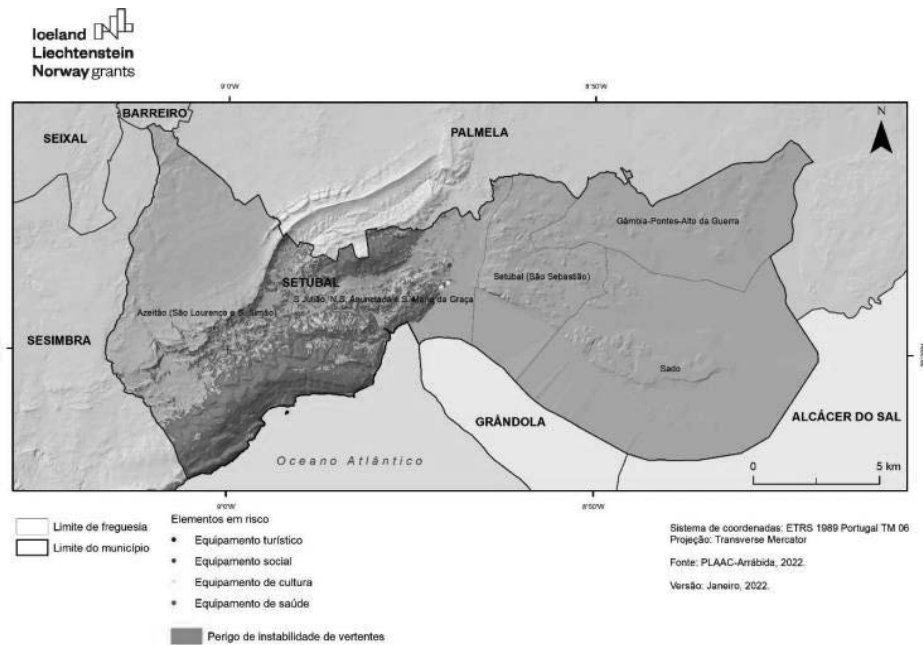 Iceland
Liechtenstein
Norway grants
9°0'W
8°50'W
BARREIRO
SEIXAL
PALMELA
N
Gâmbia-Pontes-Alto da Guerra
SETÚBAL
Setúbal (São Sebastião)
S.Julião, N.S. Anunciada e S. Maria da Graça
Azeitão (São Lourenço e S. Simão)
SESIMBRA
Sado
GRÂNDOLA
ALCÁCER DO SAL
Oceano Atlântico
0 5 km
9°0'W
8°50'W
Limite de freguesia
Limite do município
Elementos em risco
Equipamento turístico
Equipamento social
Equipamento de cultura
Equipamento de saúde
Perigo de instabilidade de vertentes
Sistema de coordenadas: ETRS 1989 Portugal TM 06
Projeção: Transverse Mercator
Fonte: PLAAC-Arrábida, 2022.
Versão: Janeiro, 2022.